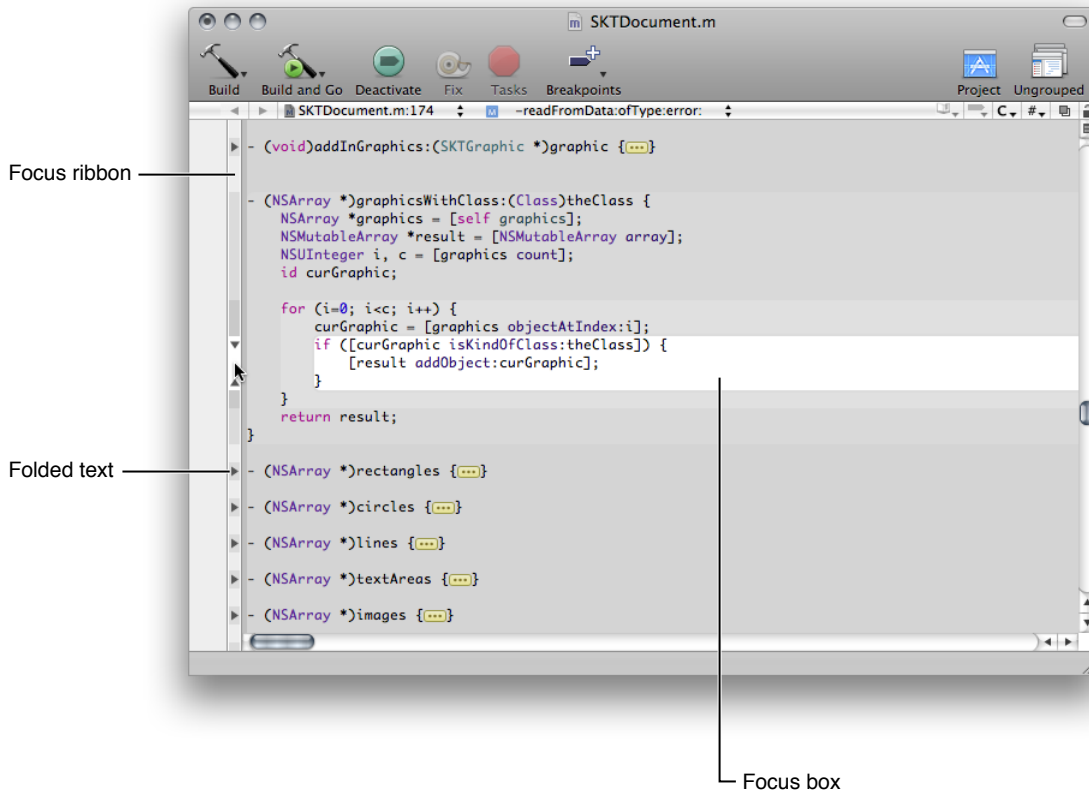 SKTDocument.m
Build
Build and Go
Deactivate
Fix
Tasks
Breakpoints
Project
Ungrouped
SKTDocument.m:174
M
-readFromData:ofType:error:
C
#
- (void)addInGraphics:(SKTGraphic *)graphic {...}
Focus ribbon
- (NSArray *)graphicsWithClass:(Class)theClass {
NSArray *graphics = [self graphics];
NSMutableArray *result = [NSMutableArray array];
NSUInteger i, c = [graphics count];
id curGraphic;
for (i=0; i<c; i++) {
curGraphic = [graphics objectAtIndex:i];
if ([curGraphic isKindOfClass:theClass]) {
[result addObject:curGraphic];
}
}
return result;
}
Folded text
- (NSArray *)rectangles {...}
- (NSArray *)circles {...}
- (NSArray *)lines {...}
- (NSArray *)textAreas {...}
- (NSArray *)images {...}
Focus box